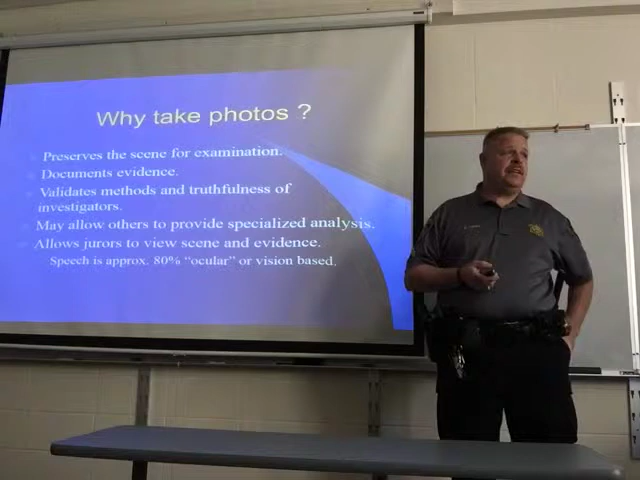 Why take photos ?
Preserves the scene for examination.
Documents evidence.
Validates methods and truthfulness of
investigators.
May allow others to provide specialized analysis.
Allows jurors to view scene and evidence.
Speech is approx. 80% “ocular” or vision based.